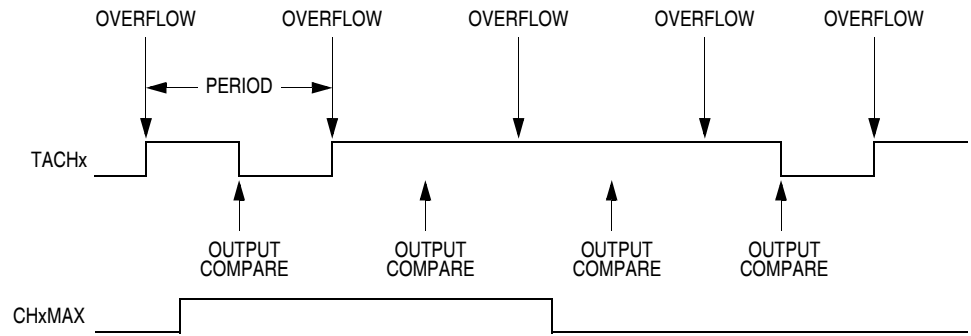 OVERFLOW OVERFLOW OVERFLOW OVERFLOW OVERFLOW
PERIOD
TACHx
OUTPUT COMPARE
OUTPUT COMPARE
OUTPUT COMPARE
OUTPUT COMPARE
CHxMAX